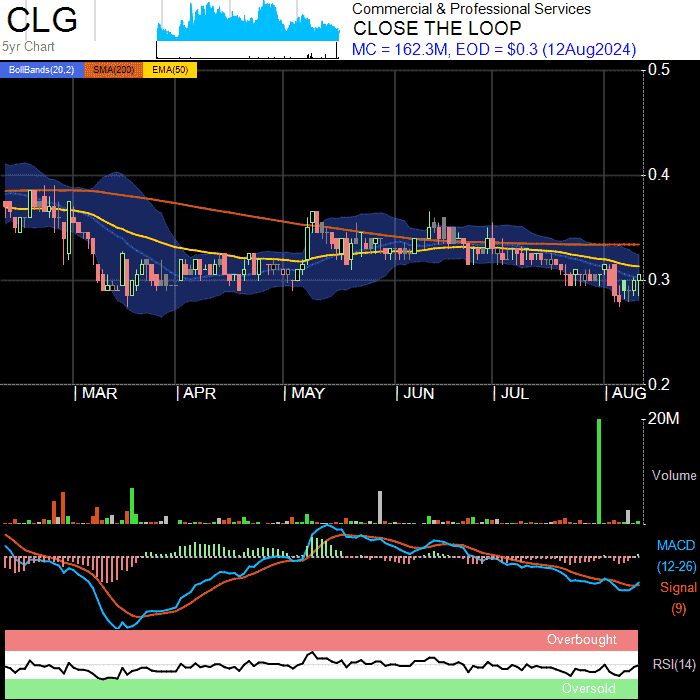 CLG
5yr Chart
Commercial & Professional Services
CLOSE THE LOOP
MC = 162.3M, EOD = $0.3 (12Aug2024)
BollBands(20,2) SMA(200) EMA(50)
0.5
0.4
0.3
0.2
MAR APR MAY JUN JUL AUG
20M
Volume
MACD
(12-26)
Signal
(9)
Overbought
RSI(14)
Oversold